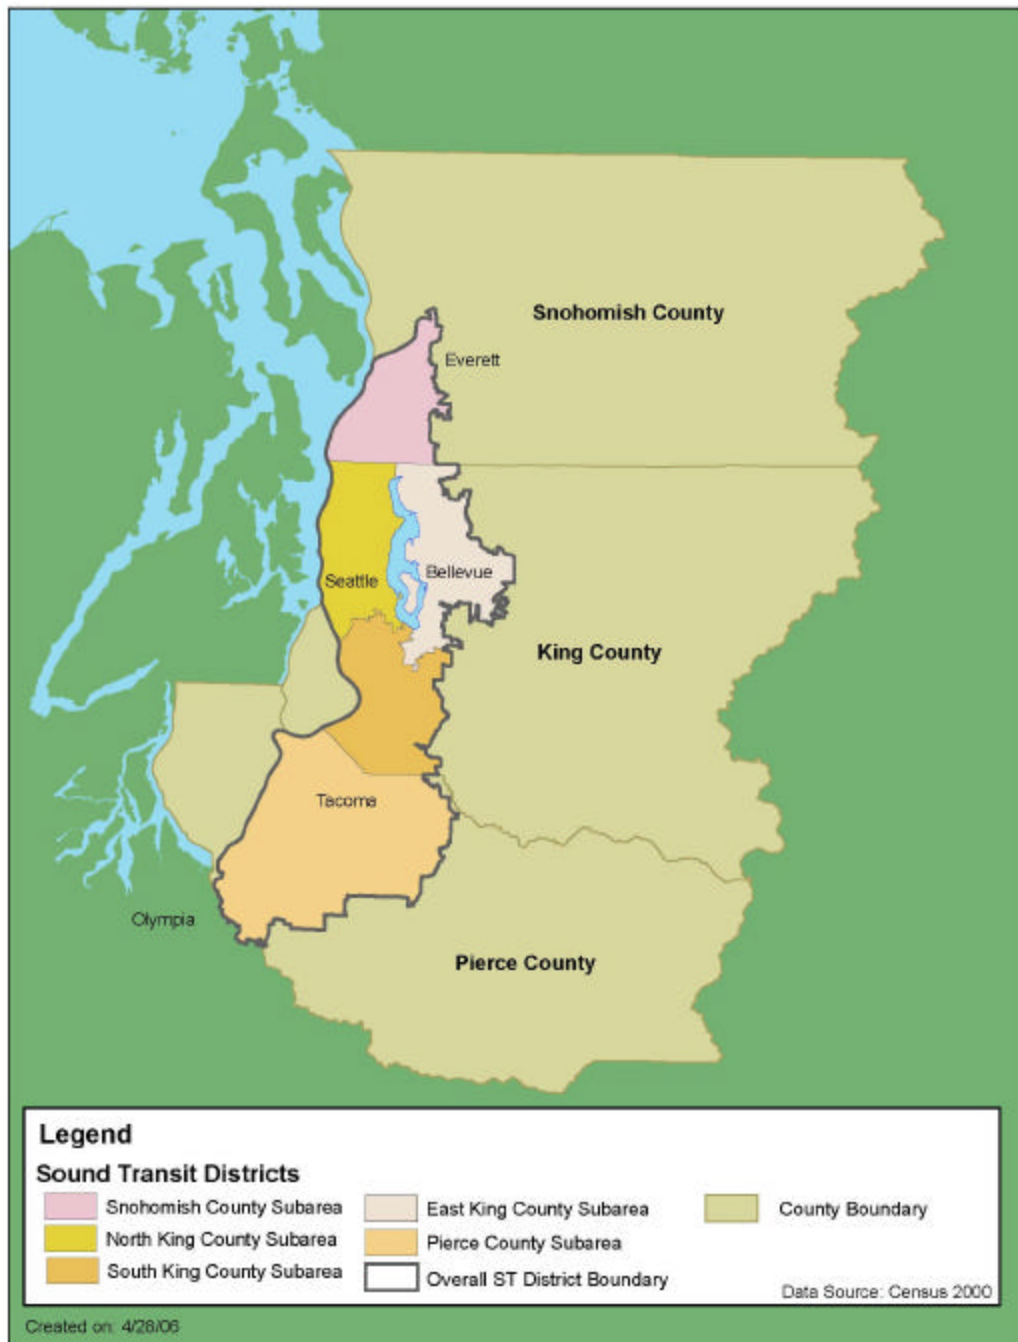 Snohomish County
Everett
Seattle
Bellevue
King County
Tacoma
Olympia
Pierce County
Legend
Sound Transit Districts
Snohomish County Subarea
North King County Subarea
South King County Subarea
East King County Subarea
Pierce County Subarea
Overall ST District Boundary
County Boundary
Data Source: Census 2000
Created on: 4/28/06